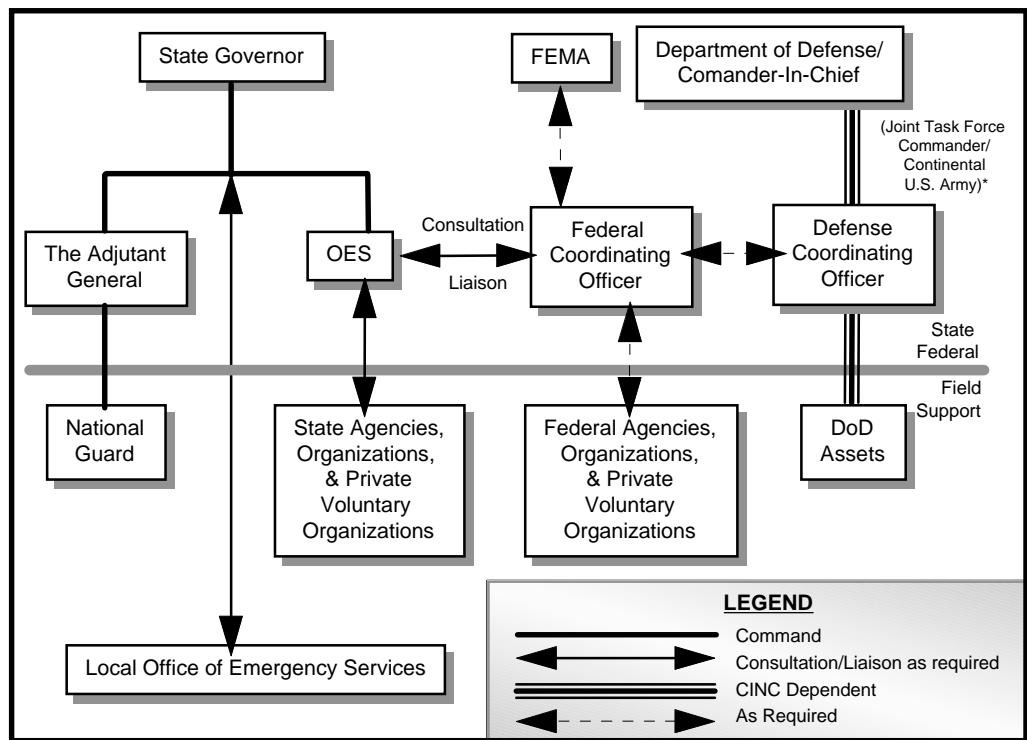 State Governor
FEMA
Department of Defense/
Comander-In-Chief
(Joint Task Force
Commander/
Continental
U.S. Army)*
The Adjutant
General
OES
Consultation
Liaison
Federal
Coordinating
Officer
Defense
Coordinating
Officer
State
Federal
Field
Support
National
Guard
State Agencies,
Organizations,
& Private
Voluntary
Organizations
Federal Agencies,
Organizations,
& Private
Voluntary
Organizations
DoD
Assets
Local Office of Emergency Services
LEGEND
Command
Consultation/Liaison as required
CINC Dependent
As Required